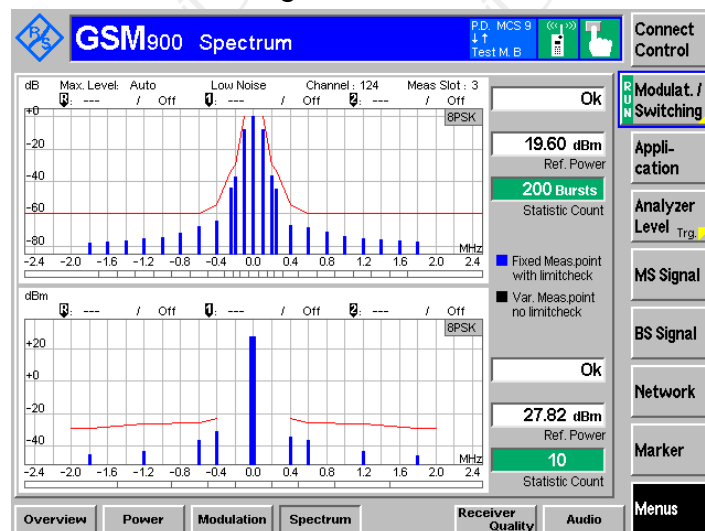 R/S
GSM900 Spectrum
P.D. MCS 9
↓↑
Test M. B
Connect
Control
dB Max. Level: Auto Low Noise Channel : 124 Meas Slot : 3
R: --- / Off 1: --- / Off 2: --- / Off
+0
8PSK
-20
-40
-60
-80
MHz
-2.4 -2.0 -1.6 -1.2 -0.8 -0.4 0.0 0.4 0.8 1.2 1.6 2.0 2.4
Ok
19.60 dBm
Ref. Power
200 Bursts
Statistic Count
Fixed Meas.point
with limitcheck
Var. Meas.point
no limitcheck
dBm
R: --- / Off 1: --- / Off 2: --- / Off
8PSK
+20
+0
-20
-40
MHz
-2.4 -2.0 -1.6 -1.2 -0.8 -0.4 0.0 0.4 0.8 1.2 1.6 2.0 2.4
Ok
27.82 dBm
Ref. Power
10
Statistic Count
RUN
Modulat. /
Switching
Appli-
cation
Analyzer
Level Trg.
MS Signal
BS Signal
Network
Marker
Menus
Overview Power Modulation Spectrum Receiver Quality Audio